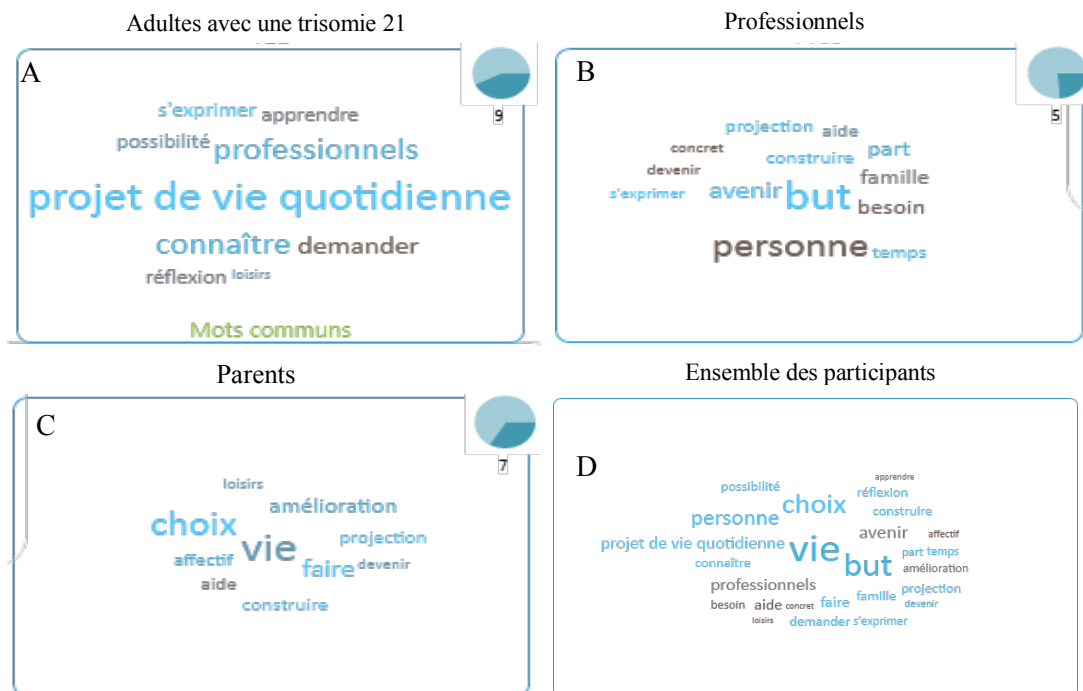 Adultes avec une trisomie 21
A
9
s'exprimer apprendre
possibilité professionnels
projet de vie quotidienne
connaître demander
réflexion loisirs
Mots communs
Professionnels
B
5
projection aide
concret construire part
devenir famille
s'exprimer avenir but besoin
personne temps
Parents
C
7
loisirs
amélioration
choix projection
affectif vie faire devenir
aide
construire
Ensemble des participants
D
apprendre
possibilité choix réflexion
personne construire
avenir affectif
projet de vie quotidienne vie part temps
connaître but amélioration
professionnels projection
besoin aide concret faire famille devenir
loisirs demander s'exprimer